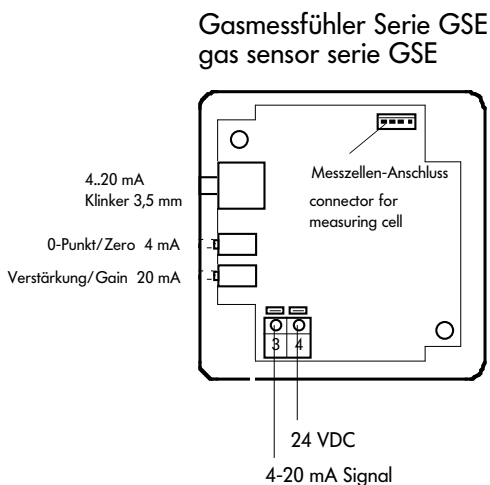 Gasmessfühler Serie GSE
gas sensor serie GSE
4..20 mA
Klinker 3,5 mm
Messzellen-Anschluss
connector for
measuring cell
0-Punkt/Zero 4 mA
Verstärkung/Gain 20 mA
3 4
24 VDC
4-20 mA Signal